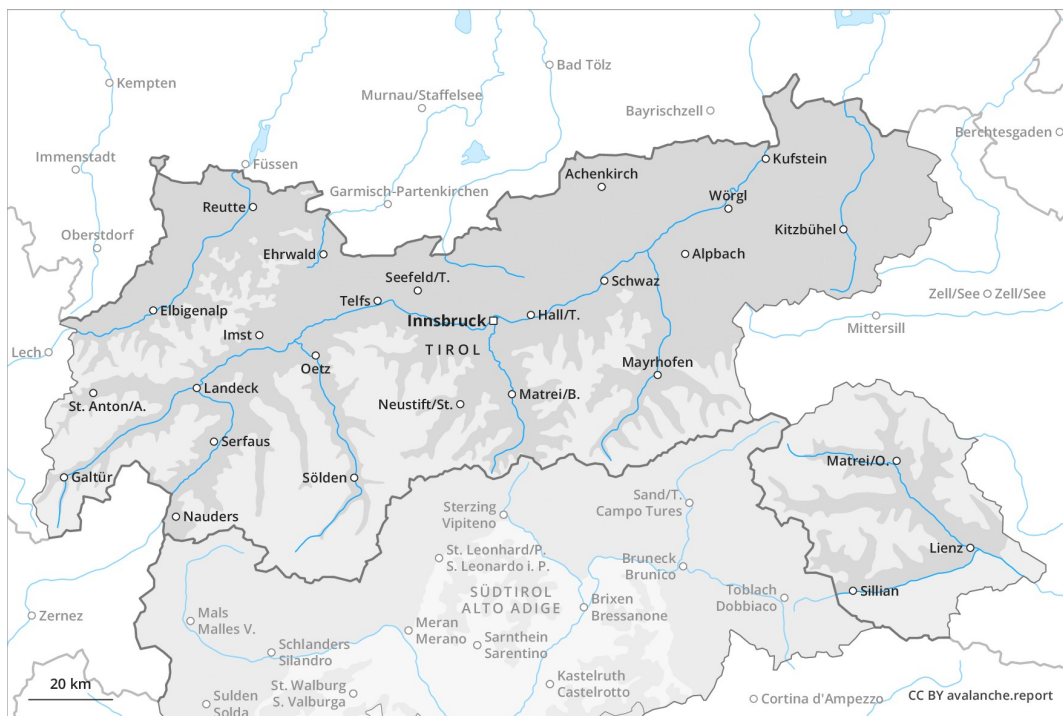 Kempten
Bad Tölz
Murnau/Staffelsee
Bayrischzell
Berchtesgaden
Immenstadt
Füssen
Kufstein
Garmisch-Partenkirchen
Achenkirch
Reutte
Wörgl
Oberstdorf
Kitzbühel
Ehrwald
Alpbach
Seefeld/T.
Schwaz
Zell/See
Zell/See
Telfs
Elbigenalp
Innsbruck
Hall/T.
Mittersill
Imst
TIROL
Lech
Oetz
Mayrhofen
Landeck
St. Anton/A.
Neustift/St.
Matrei/B.
Serfaus
Matrei/O.
Galtür
Sölden
Sand/T.
Campo Tures
Sterzing
Vipiteno
Nauders
Lienz
St. Leonhard/P.
S. Leonardo i. P.
Bruneck
Brunico
SÜDTIROL
ALTO ADIGE
Sillian
Toblach
Dobbiaco
Brixen
Bressanone
Zernez
Mals
Malles V.
Meran
Merano
Sarnthein
Sarentino
Schlanders
Silandro
Kastelruth
Castelrotto
20 km
St. Walburg
S. Valburga
Sulden
Solda
Cortina d'Ampezzo
CC BY avalanche.report